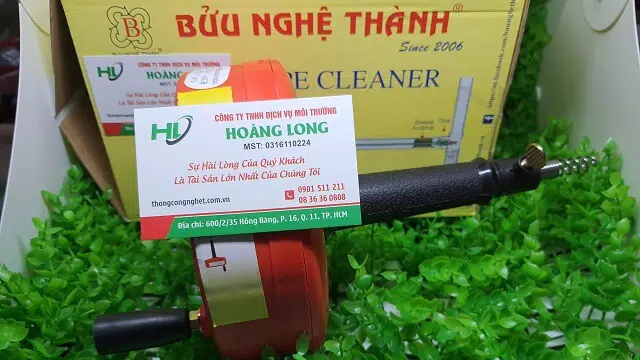 BỬU NGHỆ THÀNH®
Since 2006
PIPE CLEANER
CÔNG TY TNHH DỊCH VỤ MÔI TRƯỜNG
HL
HOÀNG LONG
MST: 0316110224
Sự Hài Lòng Của Quý Khách
Là Tài Sản Lớn Nhất Của Chúng Tôi
0901 511 211
08 36 36 0808
thongcongnghet.com.vn
Địa chỉ: 600/2/35 Hồng Bàng, P. 16, Q. 11, TP. HCM